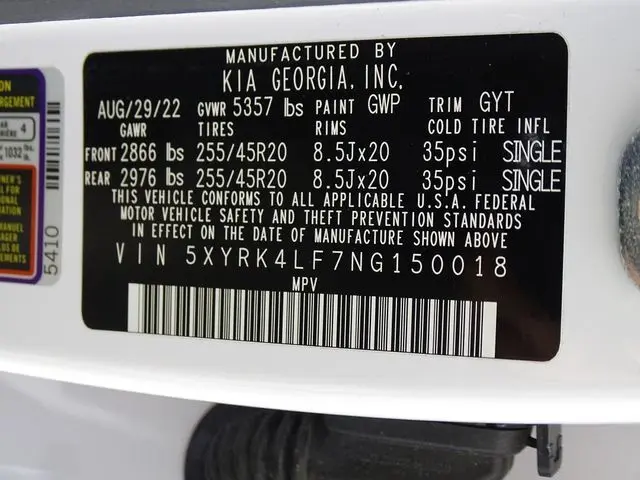 MANUFACTURED BY
KIA GEORGIA, INC.
AUG/29/22 GVWR 5357 lbs PAINT GWP TRIM GYT
GAWR TIRES RIMS COLD TIRE INFL
FRONT 2866 lbs 255/45R20 8.5Jx20 35psi SINGLE
REAR 2976 lbs 255/45R20 8.5Jx20 35psi SINGLE
THIS VEHICLE CONFORMS TO ALL APPLICABLE U.S.A. FEDERAL
MOTOR VEHICLE SAFETY AND THEFT PREVENTION STANDARDS
IN EFFECT ON THE DATE OF MANUFACTURE SHOWN ABOVE
VIN 5XYRK4LF7NG150018
MPV
4
1032 lbs.
5410